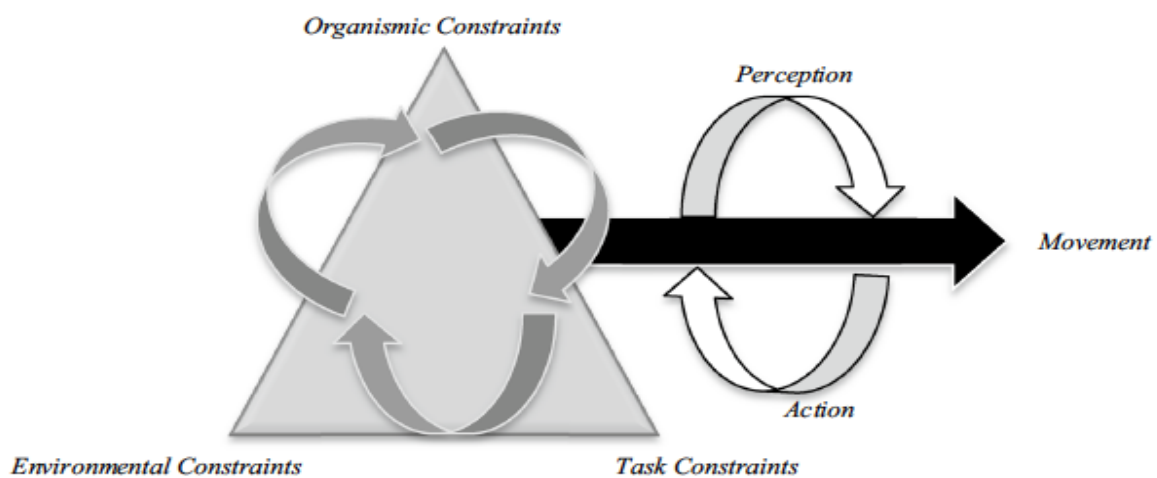 Organismic Constraints
Perception
Movement
Action
Environmental Constraints
Task Constraints